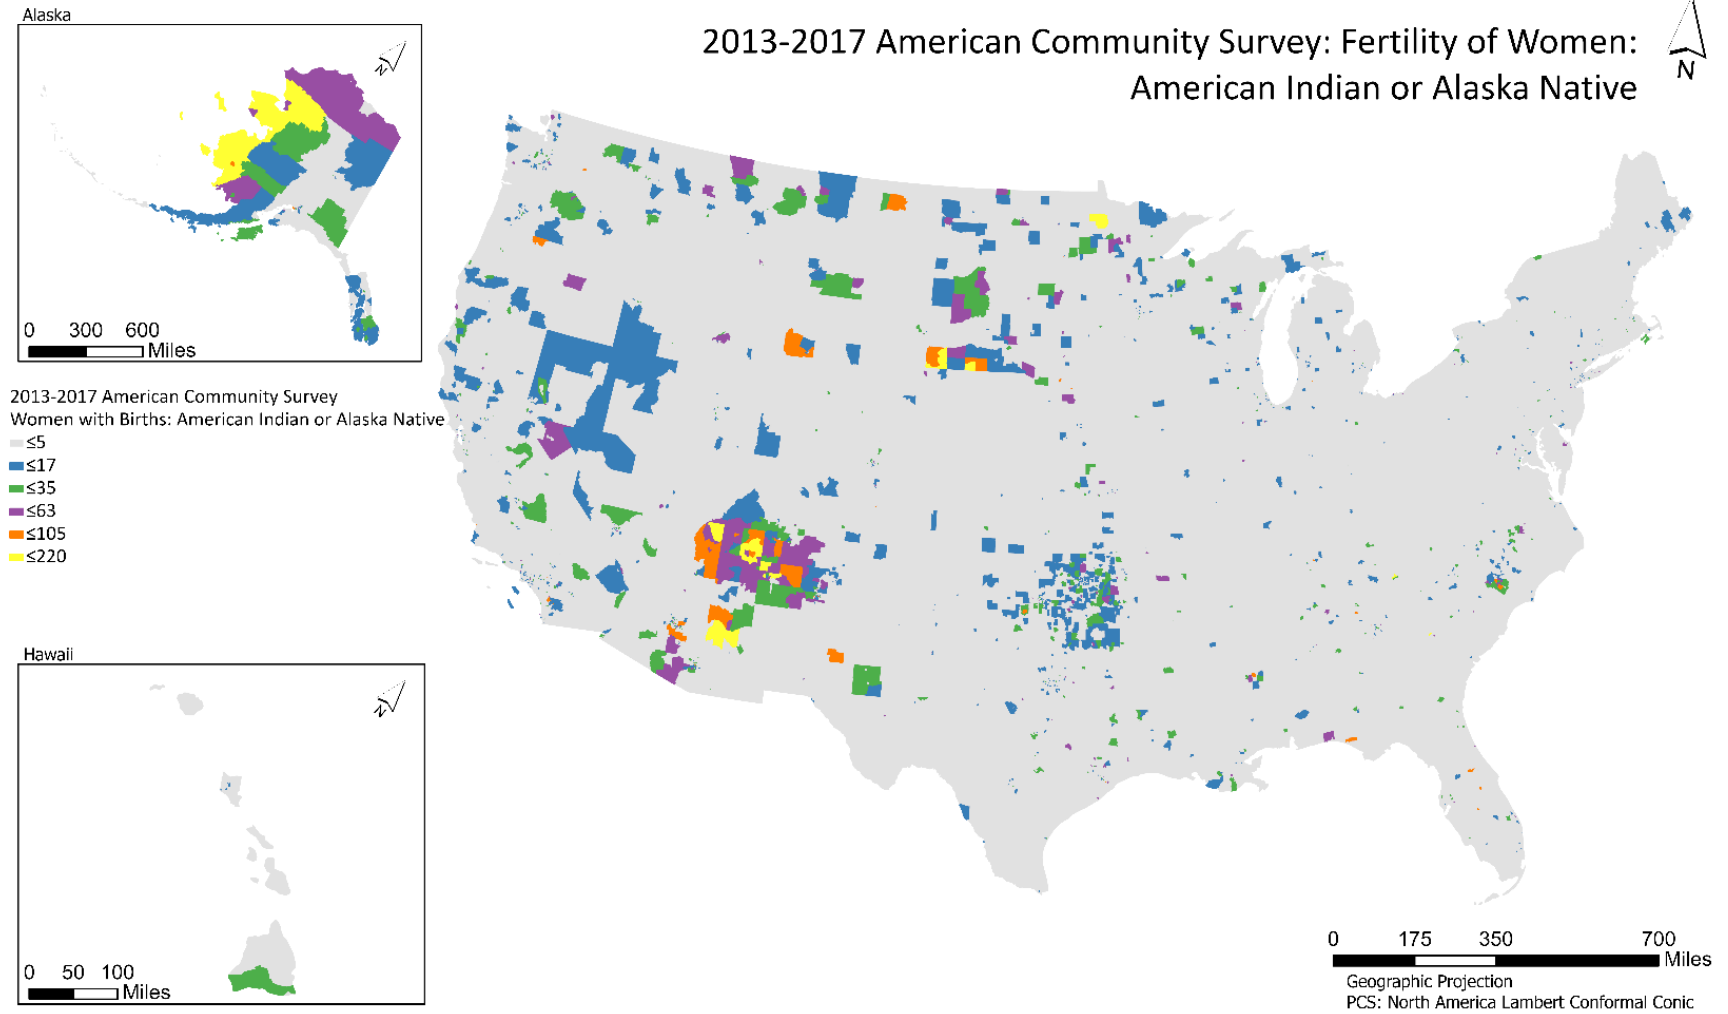 Alaska
N
2013-2017 American Community Survey: Fertility of Women:
American Indian or Alaska Native
N
0 300 600
Miles
2013-2017 American Community Survey
Women with Births: American Indian or Alaska Native
≤5
≤17
≤35
≤63
≤105
≤220
Hawaii
N
0 50 100
Miles
0 175 350 700
Miles
Geographic Projection
PCS: North America Lambert Conformal Conic